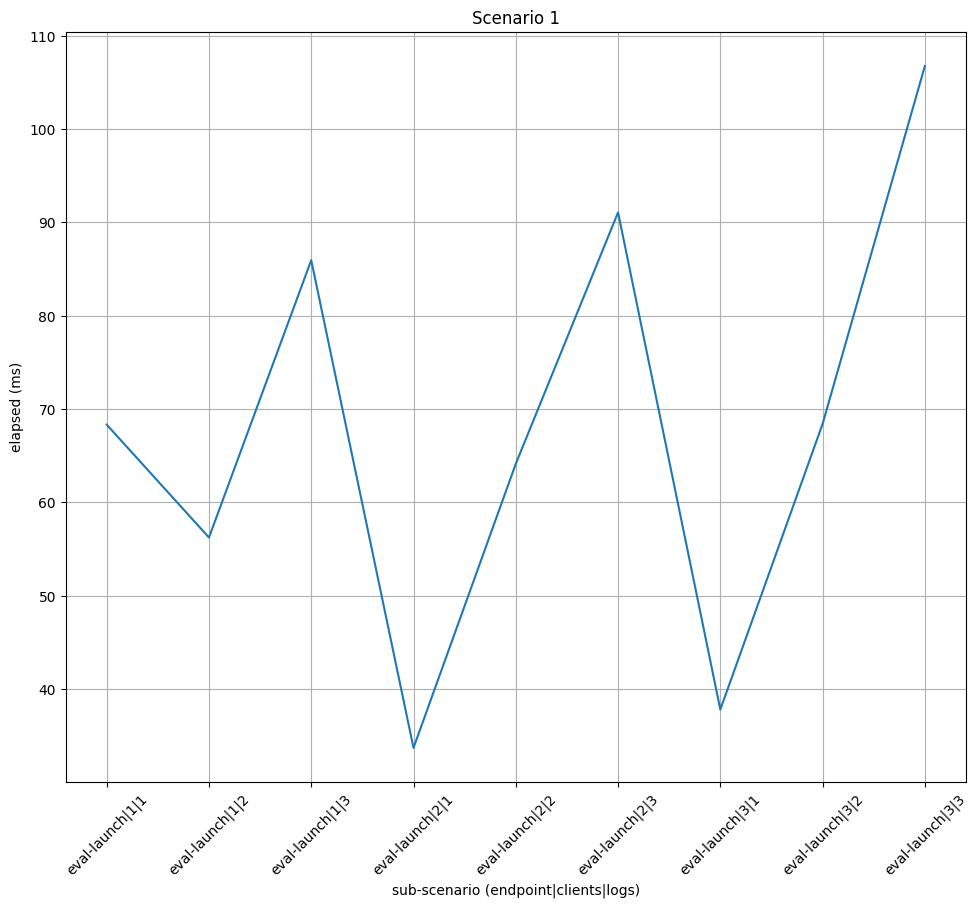 Scenario 1
110
100
90
80
70
60
50
40
elapsed (ms)
eval-launch|1|1
eval-launch|1|2
eval-launch|1|3
eval-launch|2|1
eval-launch|2|2
eval-launch|2|3
eval-launch|3|1
eval-launch|3|2
eval-launch|3|3
sub-scenario (endpoint|clients|logs)